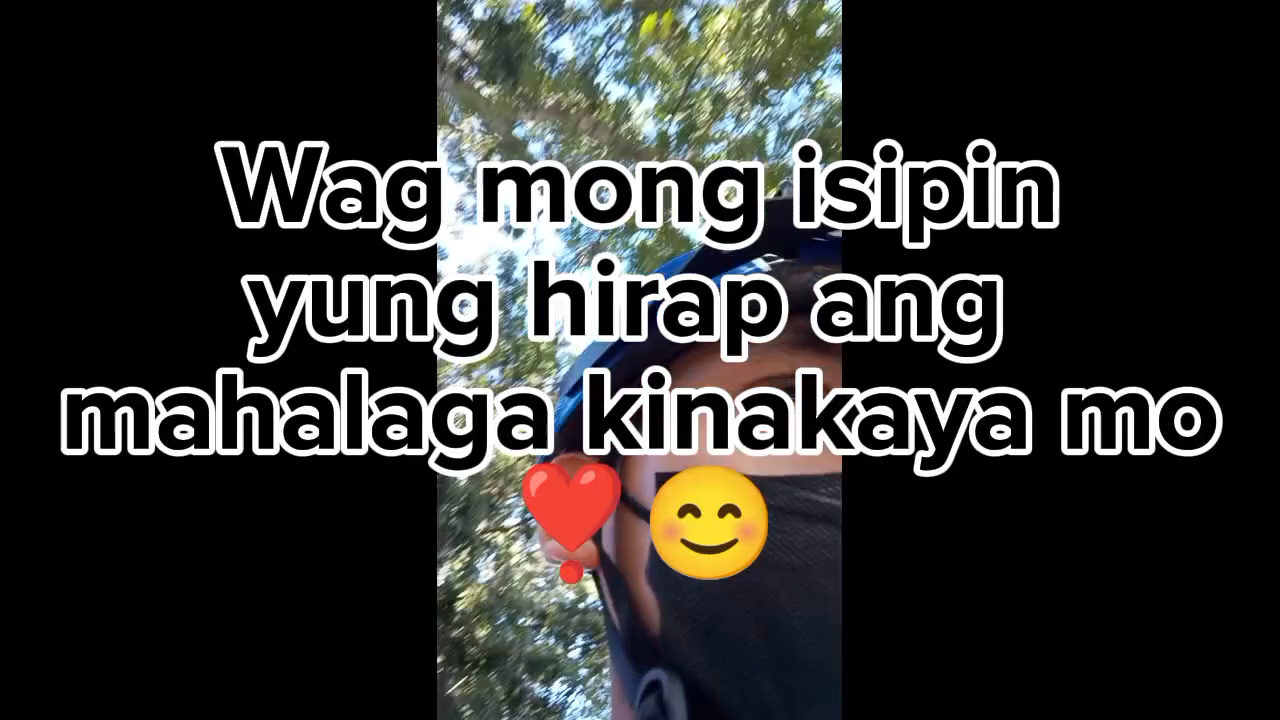 Wag mong isipin
yung hirap ang
mahalaga kinakaya mo
❣️😊